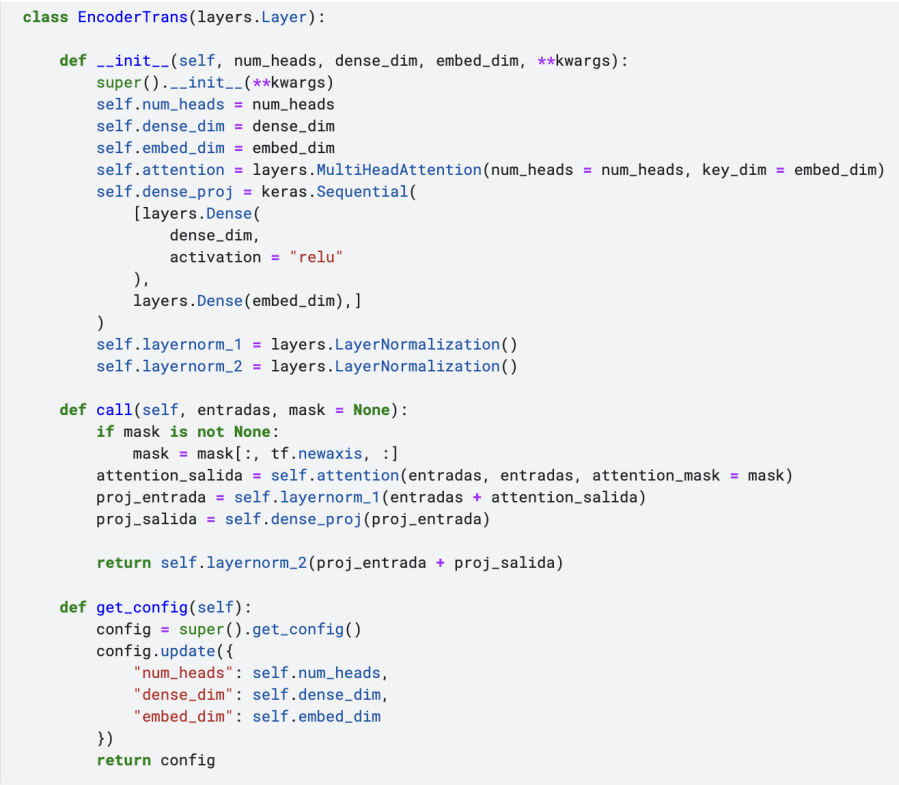 class EncoderTrans(layers.Layer):
    def __init__(self, num_heads, dense_dim, embed_dim, **kwargs):
        super().__init__(**kwargs)
        self.num_heads = num_heads
        self.dense_dim = dense_dim
        self.embed_dim = embed_dim
        self.attention = layers.MultiHeadAttention(num_heads = num_heads, key_dim = embed_dim)
        self.dense_proj = keras.Sequential(
            [layers.Dense(
                dense_dim,
                activation = "relu"
            ),
            layers.Dense(embed_dim),]
        )
        self.layernorm_1 = layers.LayerNormalization()
        self.layernorm_2 = layers.LayerNormalization()
    def call(self, entradas, mask = None):
        if mask is not None:
            mask = mask[:, tf.newaxis, :]
        attention_salida = self.attention(entradas, entradas, attention_mask = mask)
        proj_entrada = self.layernorm_1(entradas + attention_salida)
        proj_salida = self.dense_proj(proj_entrada)
        return self.layernorm_2(proj_entrada + proj_salida)
    def get_config(self):
        config = super().get_config()
        config.update({
            "num_heads": self.num_heads,
            "dense_dim": self.dense_dim,
            "embed_dim": self.embed_dim
        })
        return config